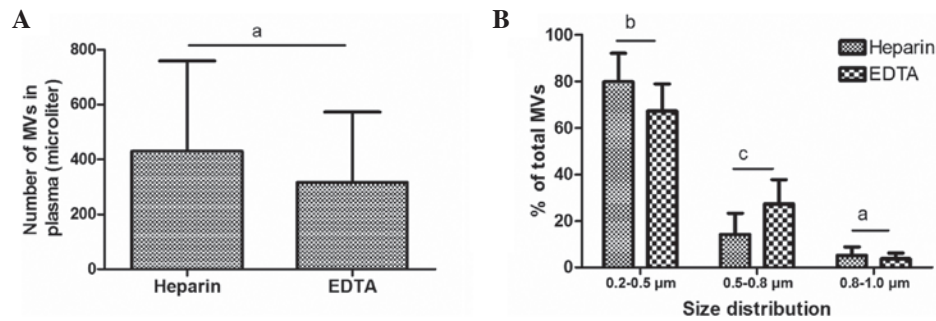 A
a
800
600
400
200
0
Number of MVs in
plasma (microliter)
Heparin
EDTA
B
b
c
a
Heparin
EDTA
100
80
60
40
20
0
% of total MVs
0.2-0.5 μm
0.5-0.8 μm
0.8-1.0 μm
Size distribution